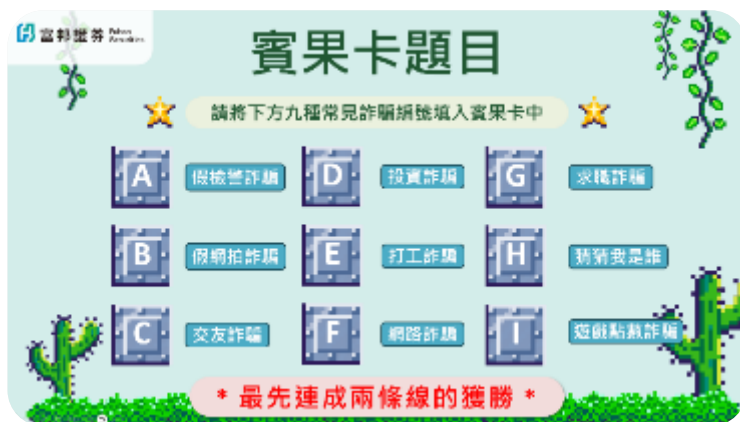 富邦證券 Fubon Securities
賓果卡題目
請將下方九種常見詐騙編號填入賓果卡中
A 假檢警詐騙
D 投資詐騙
G 求職詐騙
B 假網拍詐騙
E 打工詐騙
H 猜猜我是誰
C 交友詐騙
F 網路詐騙
I 遊戲點數詐騙
* 最先連成兩條線的獲勝 *